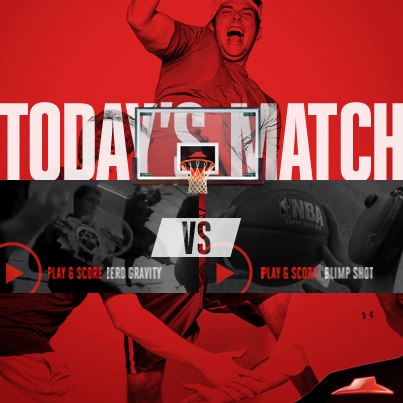 TODAY'S MATCH
VS
NBA
PLAY & SCORE ZERO GRAVITY
PLAY & SCORE BLIMP SHOT